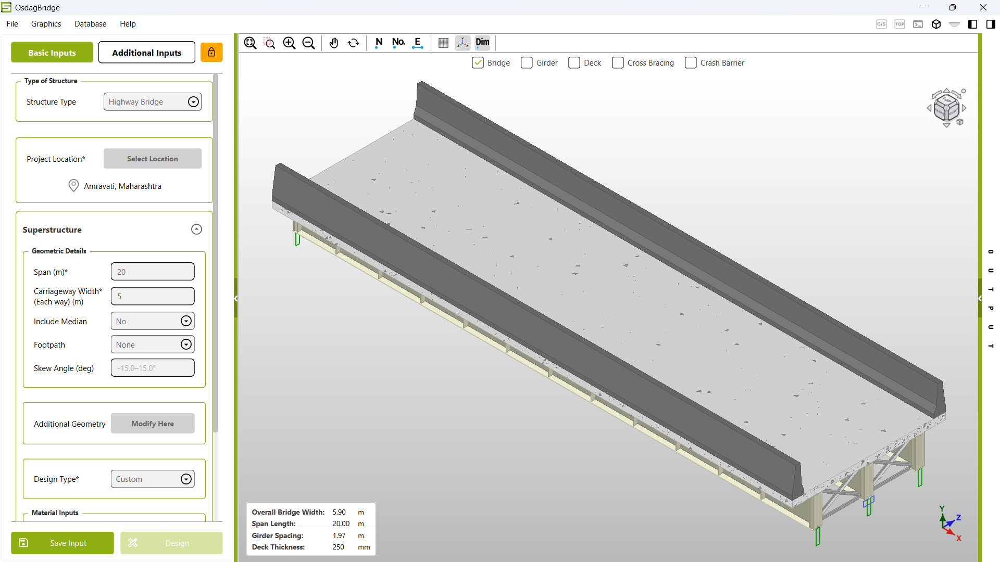 OsdagBridge
File Graphics Database Help
C/S TOP
Basic Inputs Additional Inputs
N No. E Dim
Bridge Girder Deck Cross Bracing Crash Barrier
Type of Structure
Structure Type Highway Bridge
Project Location* Select Location
Amravati, Maharashtra
Superstructure
Geometric Details
Span (m)* 20
Carriageway Width* (Each way) (m) 5
Include Median No
Footpath None
Skew Angle (deg) -15.0–15.0°
Additional Geometry Modify Here
Design Type* Custom
Material Inputs
Save Input Design
TOP
FRONT RIGHT
OUTPUT
Overall Bridge Width: 5.90 m
Span Length: 20.00 m
Girder Spacing: 1.97 m
Deck Thickness: 250 mm
Y
Z
X